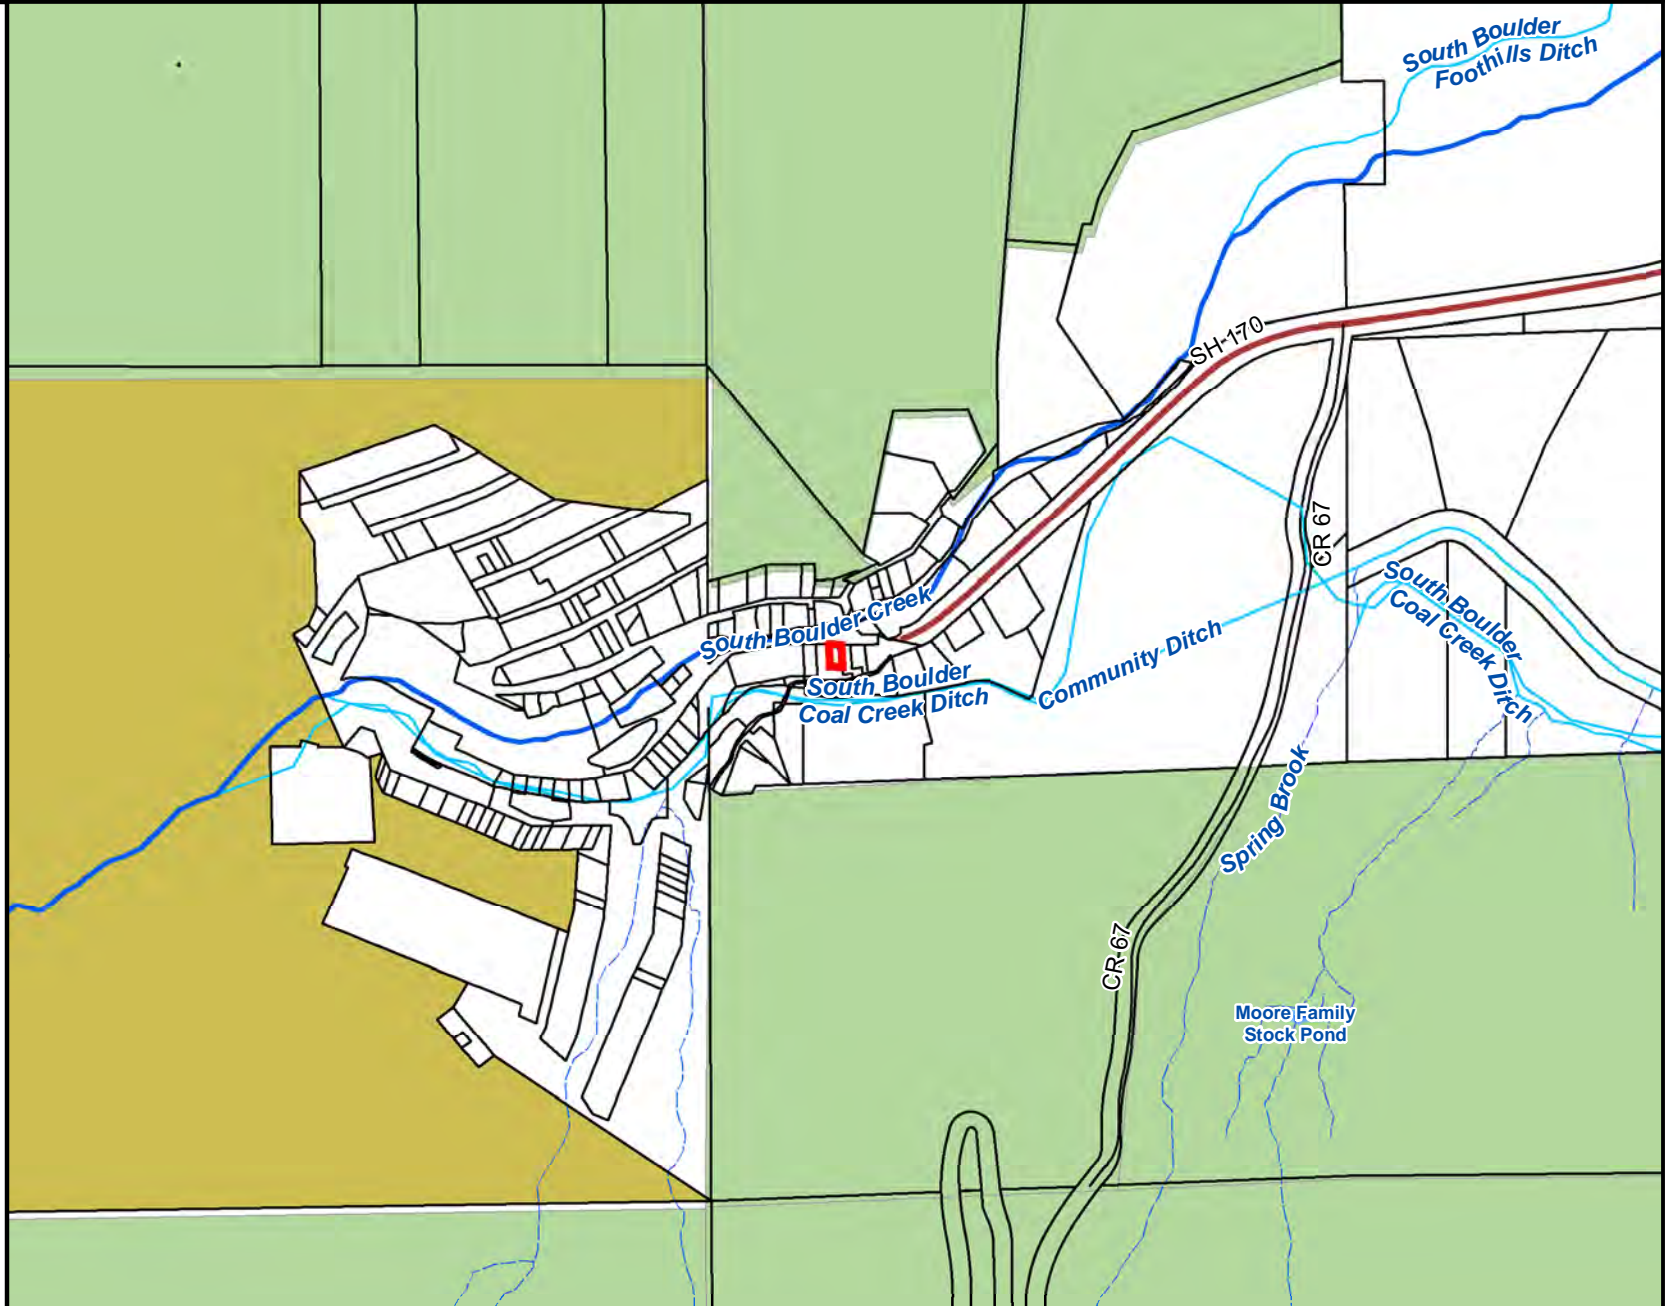 South Boulder
Foothills Ditch
SH-170
CR 67
South Boulder
Coal Creek Ditch
South Boulder Creek
Community Ditch
South Boulder
Coal Creek Ditch
Spring Brook
CR-67
Moore Family
Stock Pond